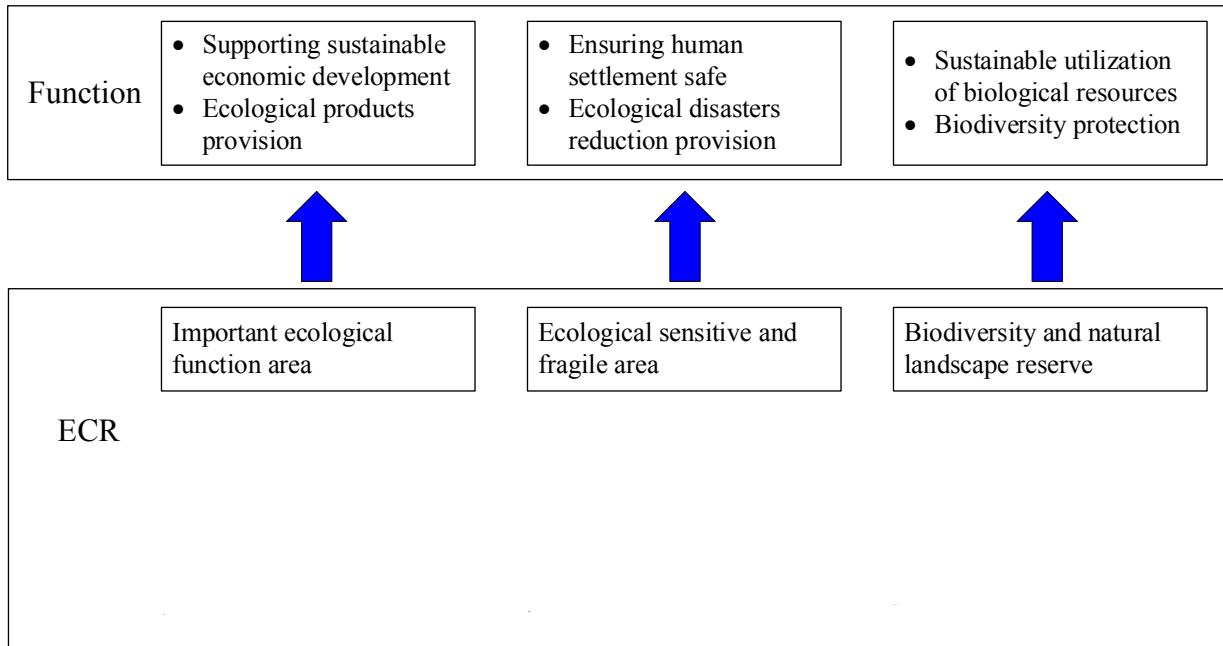 Function
• Supporting sustainable
economic development
• Ecological products
provision
• Ensuring human
settlement safe
• Ecological disasters
reduction provision
• Sustainable utilization
of biological resources
• Biodiversity protection
ECR
Important ecological
function area
Ecological sensitive and
fragile area
Biodiversity and natural
landscape reserve